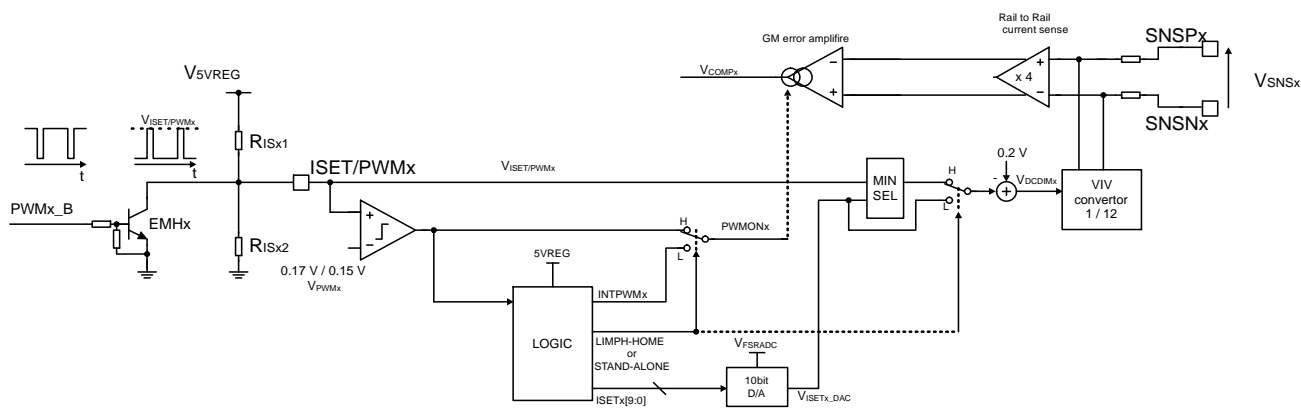 Rail to Rail
current sense
GM error amplifire
SNSPx
VCOMPx
−
+
x 4
+
−
VSNSx
V5VREG
SNSNx
VISET/PWMx
RISx1
t
t
ISET/PWMx
VISET/PWMx
MIN
SEL
H
L
0.2 V
-
+
VDCDIMx
VIV
convertor
1 / 12
PWMx_B
EMHx
RISx2
+
−
H
L
PWMONx
0.17 V / 0.15 V
VPWMx
5VREG
INTPWMx
LOGIC
LIMPH-HOME
or
STAND-ALONE
VFSRADC
ISETx[9:0]
10bit
D/A
VISETx_DAC